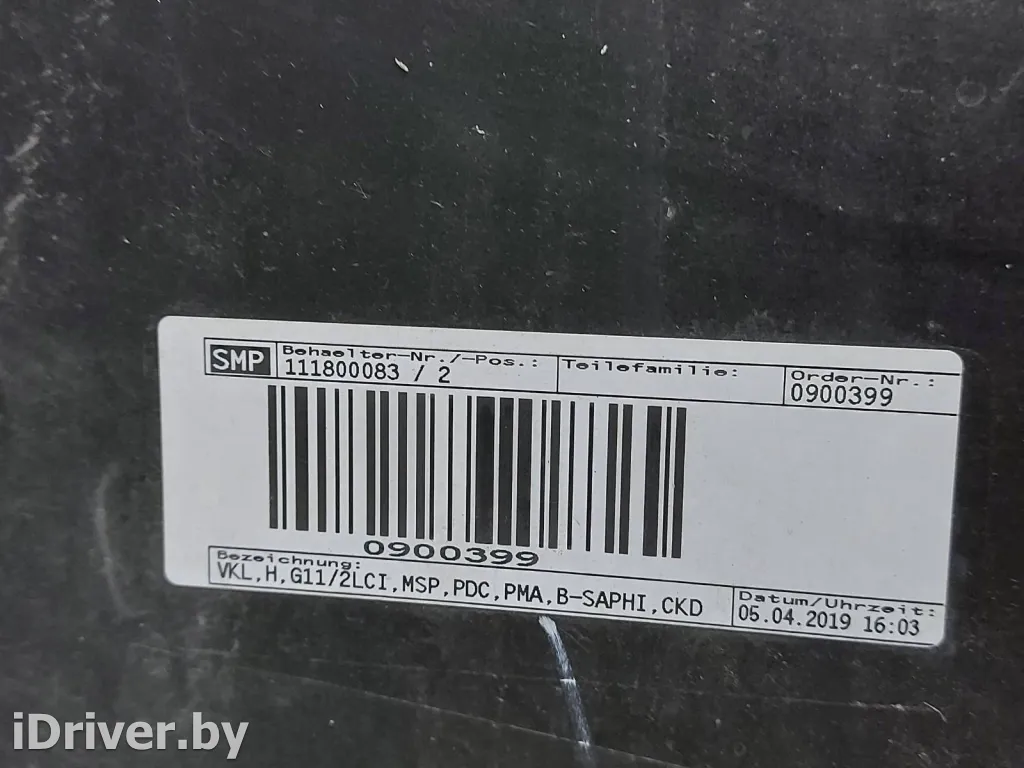 SMP
Behaelter-Nr./-Pos.:
111800083 / 2
Teilefamilie:
Order-Nr.:
0900399
0900399
Bezeichnung:
VKL,H,G11/2LCI,MSP,PDC,PMA,B-SAPHI,CKD
Datum/Uhrzeit:
05.04.2019 16:03
iDriver.by